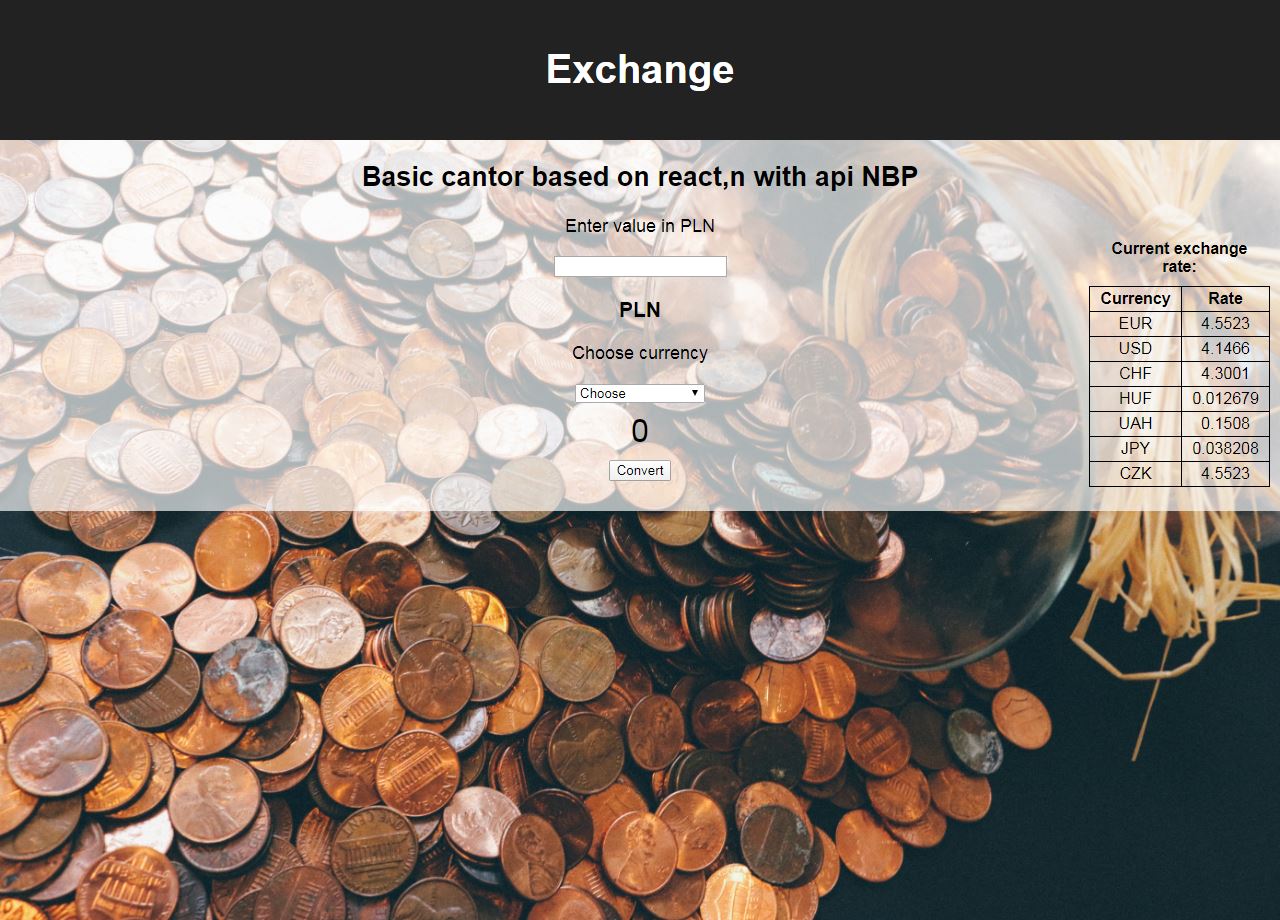 Exchange
Basic cantor based on react,n with api NBP
Enter value in PLN
PLN
Choose currency
Choose
0
Convert
Current exchange
rate:
Currency Rate
EUR 4.5523
USD 4.1466
CHF 4.3001
HUF 0.012679
UAH 0.1508
JPY 0.038208
CZK 4.5523